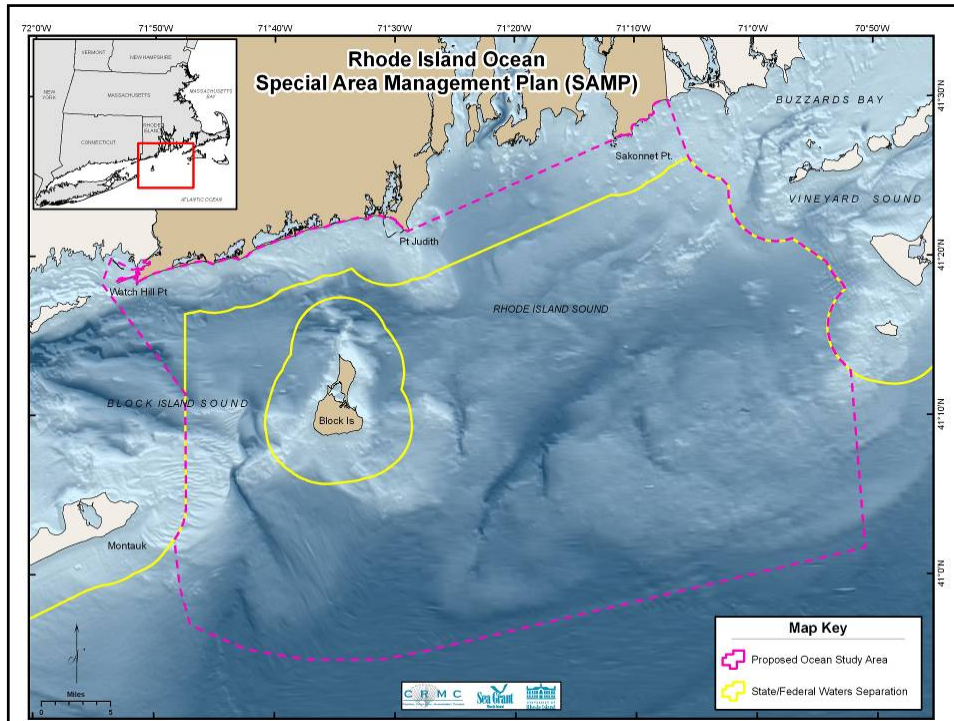 72°0'W
71°50'W
71°40'W
71°30'W
71°20'W
71°10'W
70°50'W
Rhode Island Ocean
Special Area Management Plan (SAMP)
VERMONT
NEW HAMPSHIRE
NEW
YORK
MASSACHUSETTS
MASSACHUSETTS
BAY
RHODE
ISLAND
CONNECTICUT
ATLANTIC OCEAN
BUZZARDS BAY
41°30'N
Sakonnet Pt.
VINEYARD SOUND
Pt Judith
41°20'N
Watch Hill Pt
RHODE ISLAND SOUND
BLOCK ISLAND SOUND
Block Is
41°10'N
Montauk
41°0'N
Map Key
Proposed Ocean Study Area
State/Federal Waters Separation
Miles
0 5
CRMC
Sea Grant
Rhode Island